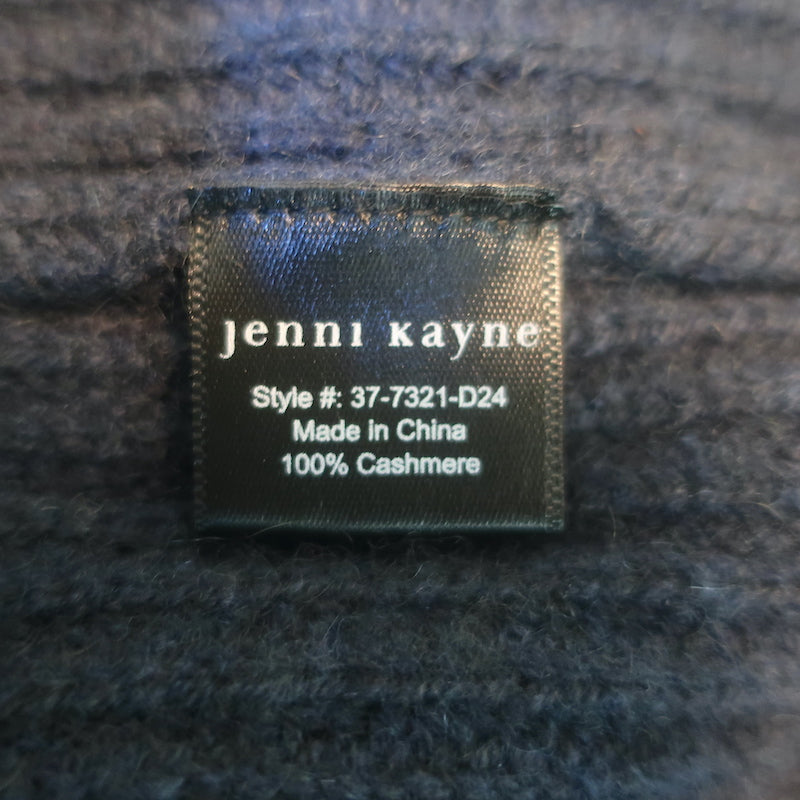 Jenni Kayne
Style #: 37-7321-D24
Made in China
100% Cashmere